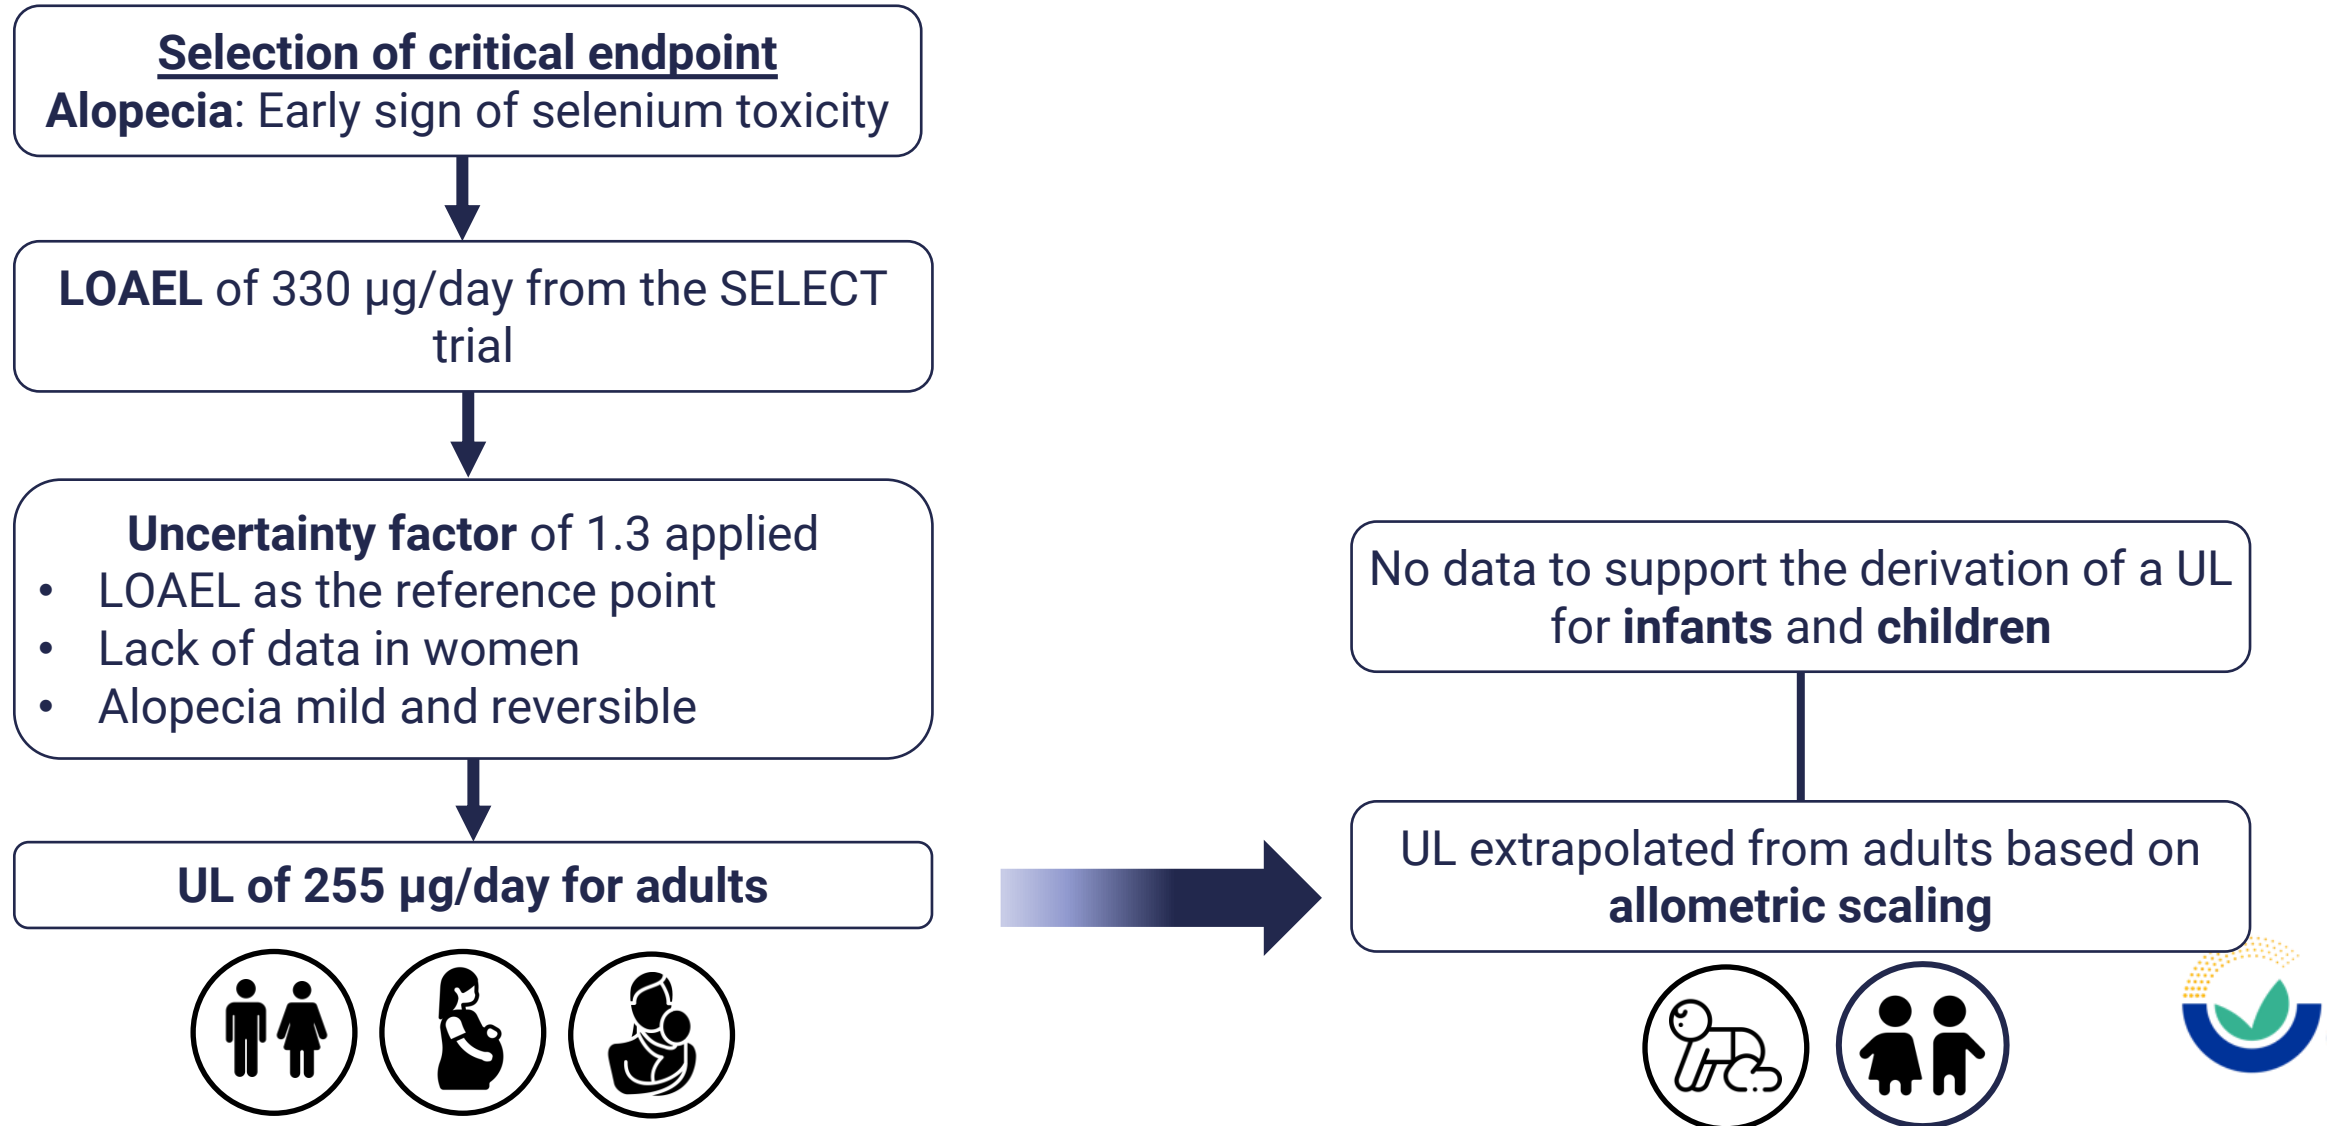 Selection of critical endpoint
Alopecia: Early sign of selenium toxicity
LOAEL of 330 µg/day from the SELECT
trial
Uncertainty factor of 1.3 applied
• LOAEL as the reference point
• Lack of data in women
• Alopecia mild and reversible
UL of 255 µg/day for adults
No data to support the derivation of a UL
for infants and children
UL extrapolated from adults based on
allometric scaling